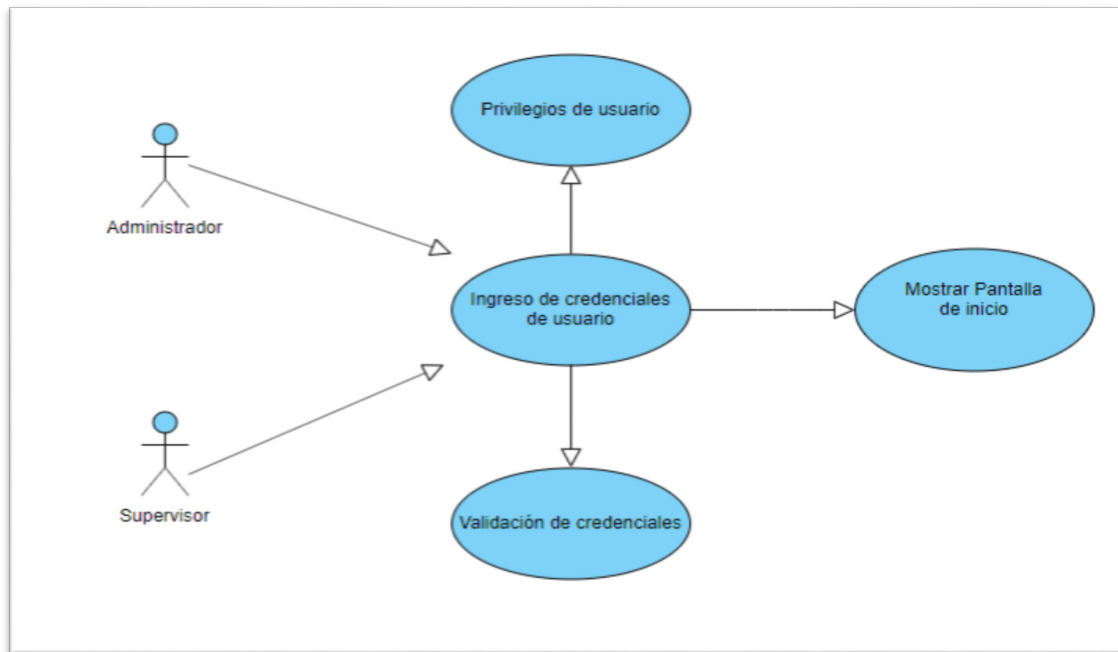 Privilegios de usuario
Administrador
Ingreso de credenciales
de usuario
Mostrar Pantalla
de inicio
Supervisor
Validación de credenciales